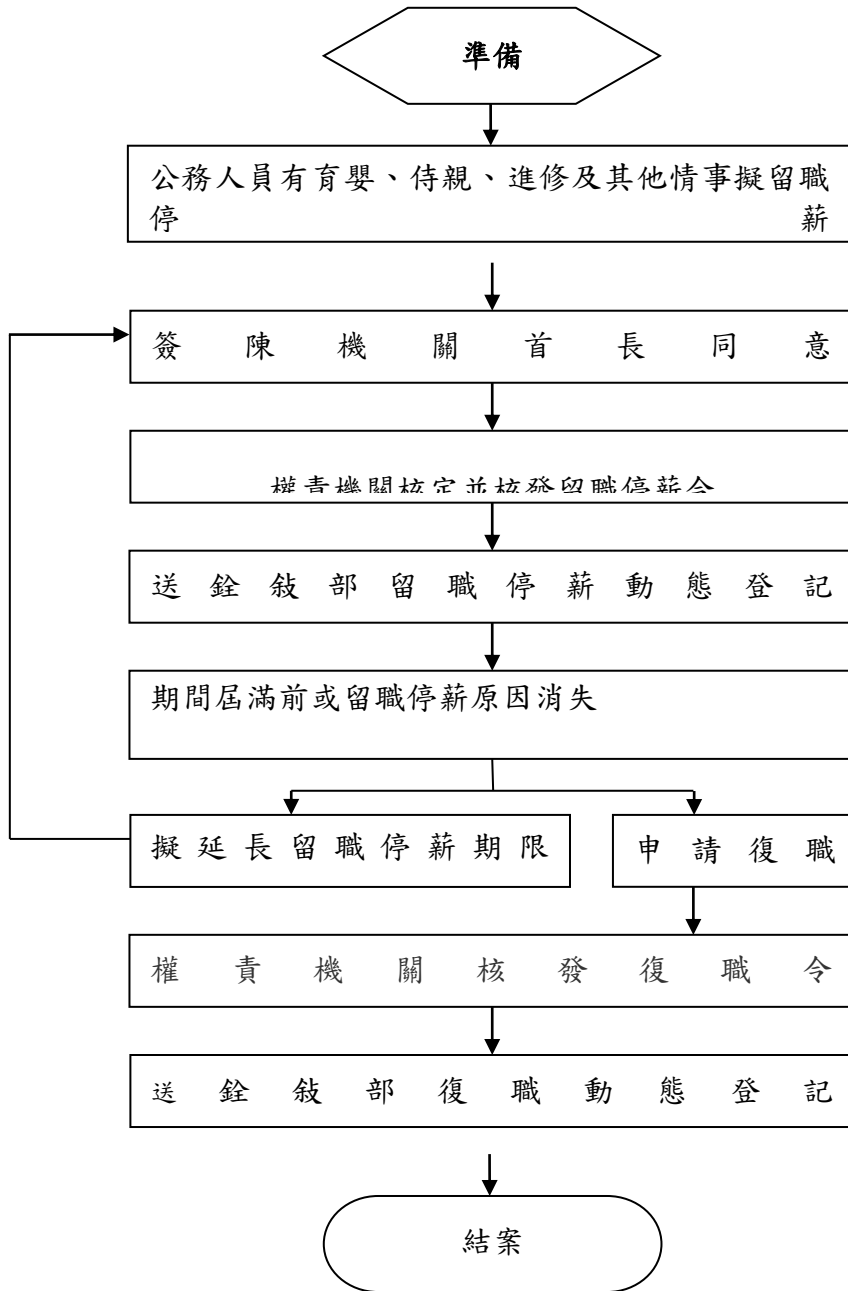 準備
公務人員有育嬰、侍親、進修及其他情事擬留職
停薪
簽陳機關首長同意
權責機關核定並核發留職停薪令
送銓敍部留職停薪動態登記
期間屆滿前或留職停薪原因消失
擬延長留職停薪期限
申請復職
權責機關核發復職令
送銓敍部復職動態登記
結案